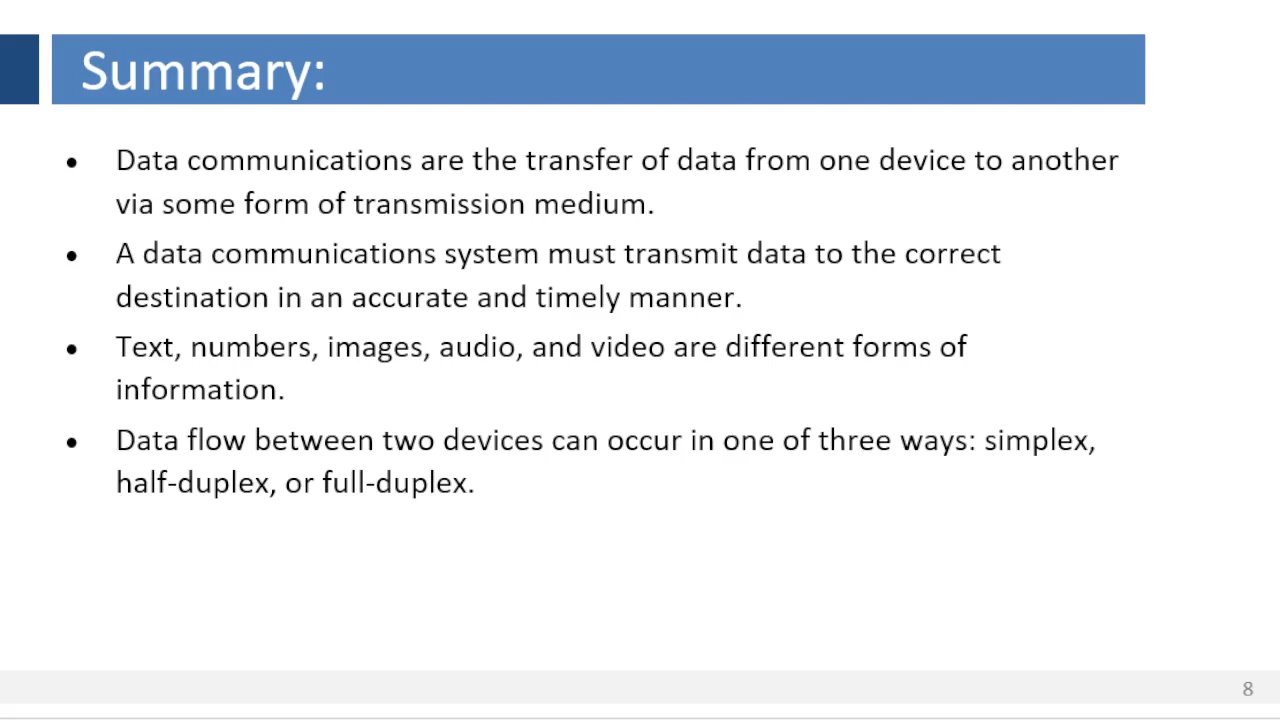 Summary:
• Data communications are the transfer of data from one device to another
via some form of transmission medium.
• A data communications system must transmit data to the correct
destination in an accurate and timely manner.
• Text, numbers, images, audio, and video are different forms of
information.
• Data flow between two devices can occur in one of three ways: simplex,
half-duplex, or full-duplex.
8